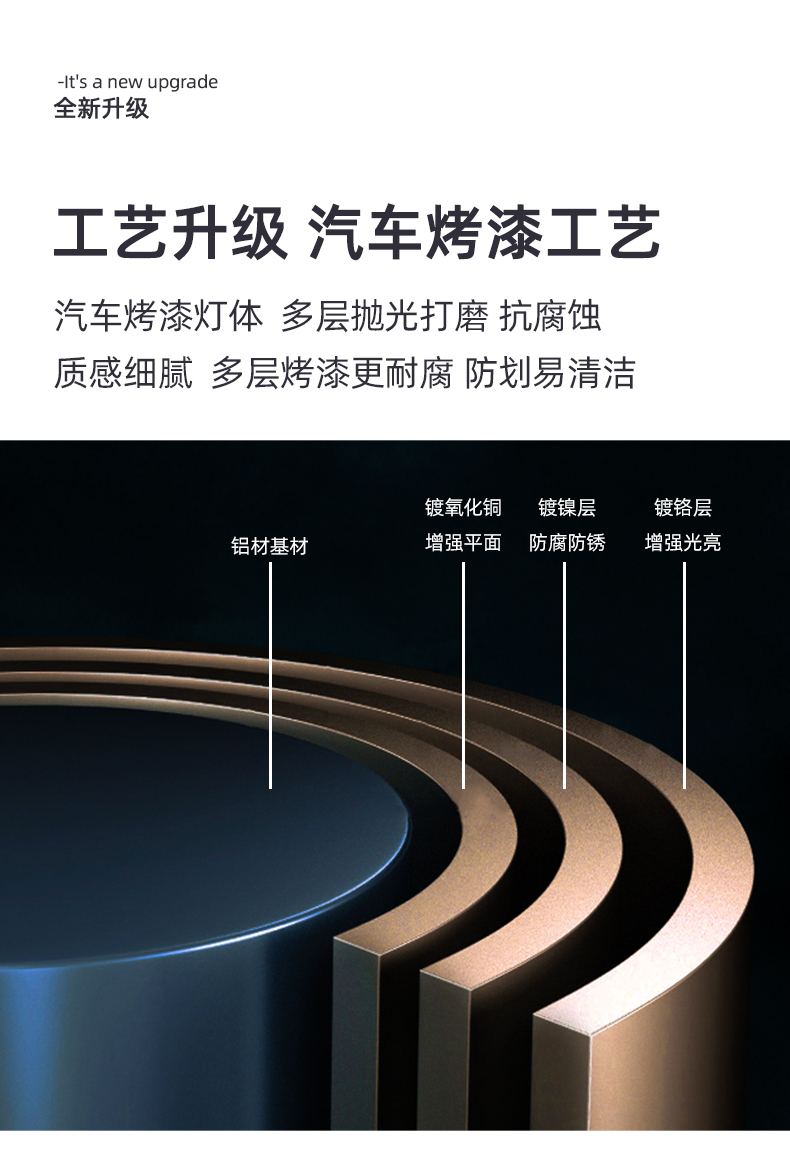 -It's a new upgrade
全新升级
工艺升级 汽车烤漆工艺
汽车烤漆灯体 多层抛光打磨 抗腐蚀
质感细腻 多层烤漆更耐腐 防划易清洁
铝材基材
镀氧化铜
增强平面
镀镍层
防腐防锈
镀铬层
增强光亮